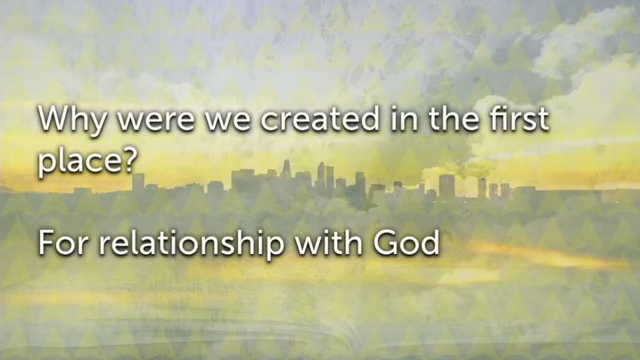 Why were we created in the first
place?
For relationship with God